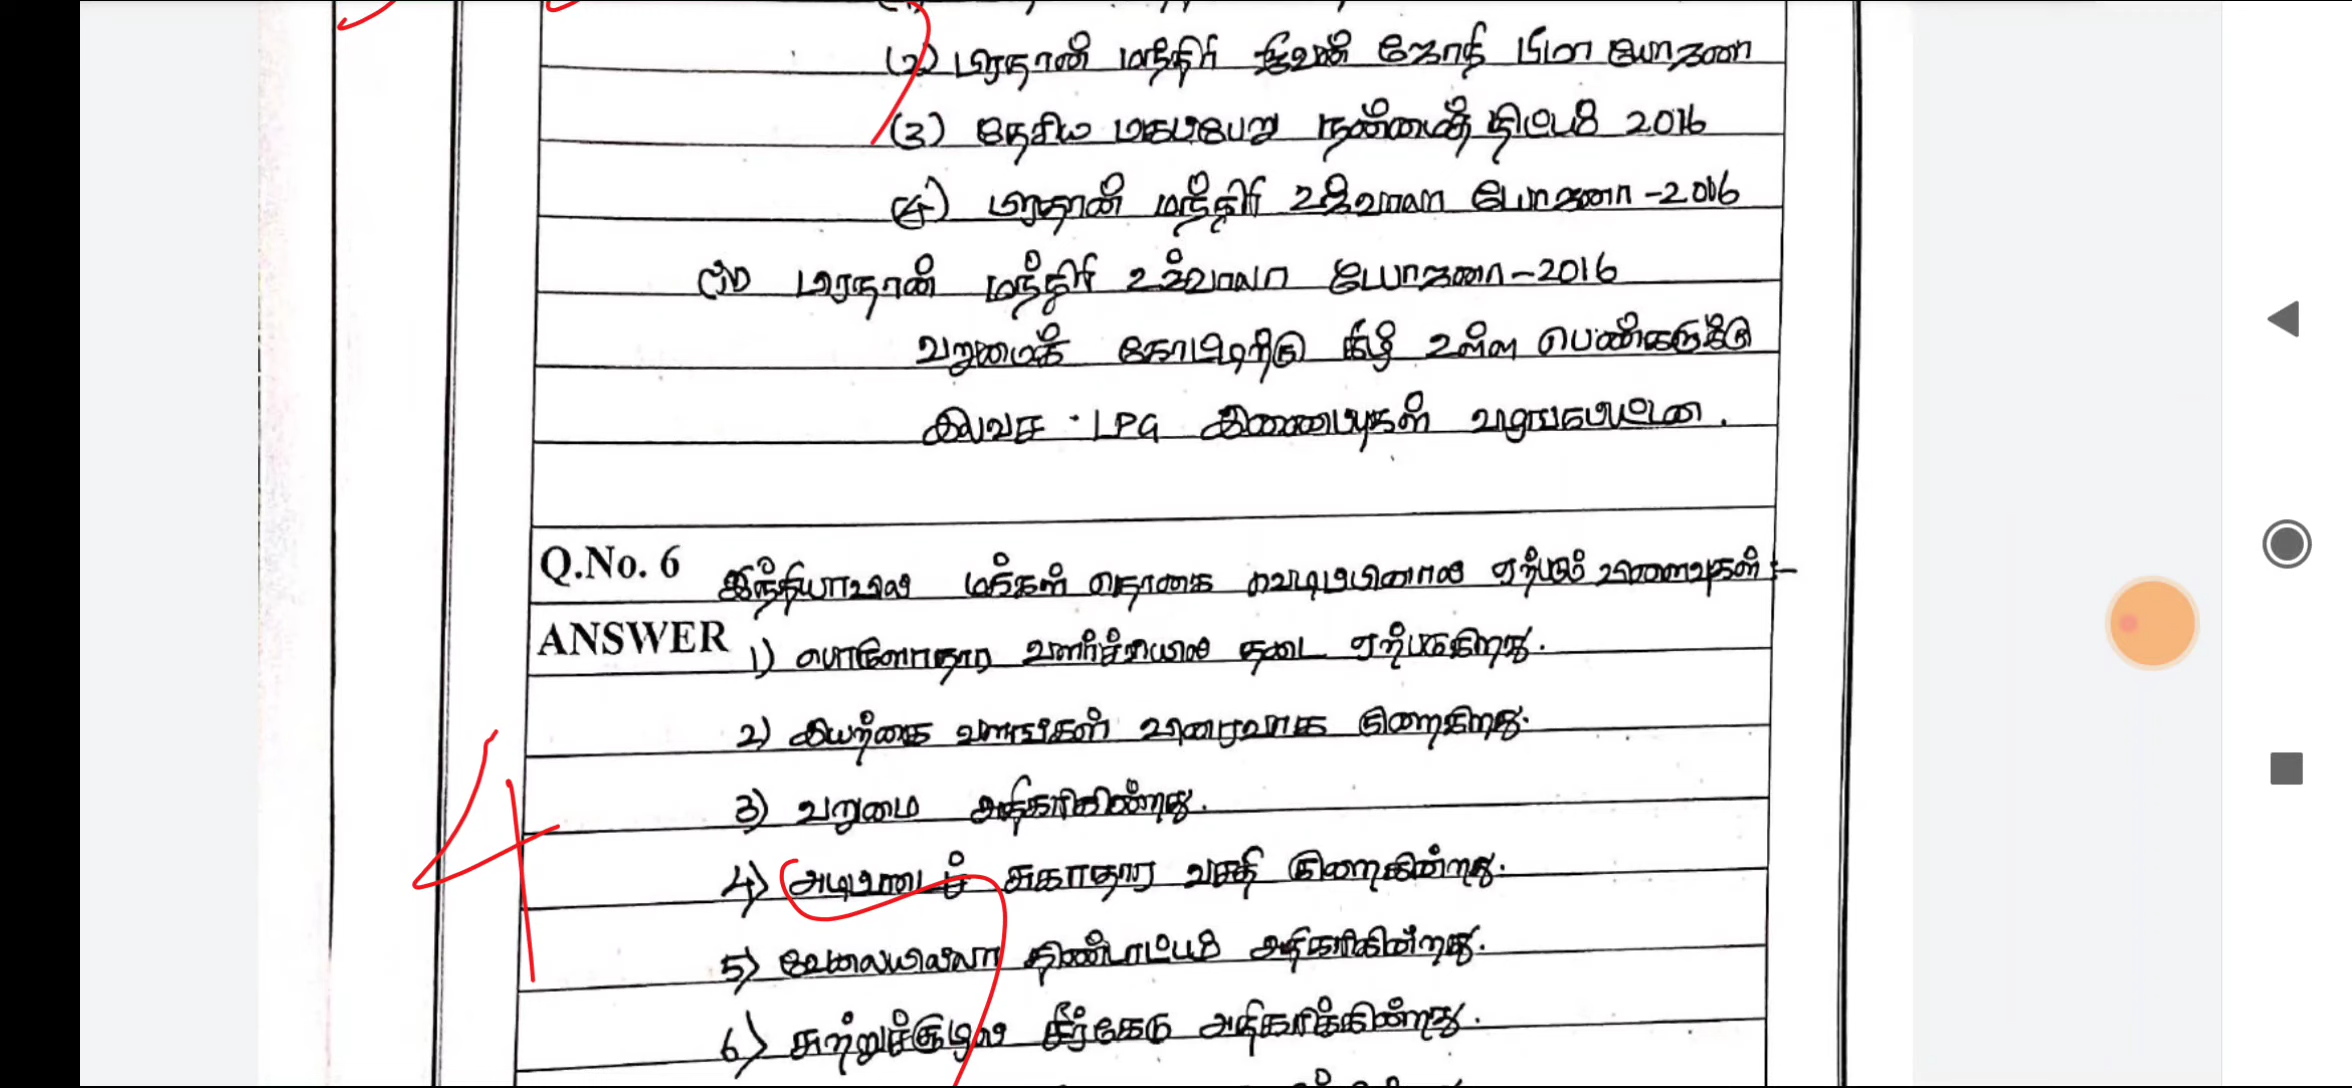 (2) பிரதான் மந்திரி ஜீவன் ஜோதி பீமா யோஜனா
(3) தேசிய மகப்பேறு நன்மைத் திட்டம் 2016
(4) பிரதான் மந்திரி உஜ்வாலா யோஜனா - 2016
பிரதான் மந்திரி உஜ்வாலா யோஜனா - 2016
வறுமைக் கோட்டிற்கு கீழ் உள்ள பெண்களுக்கு
இலவச LPG இணைப்புகள் வழங்கப்பட்டன.
Q.No. 6 இந்தியாவில் மக்கள் தொகை வெடிப்பினால் ஏற்படும் விளைவுகள் :-
ANSWER 1) பொருளாதார வளர்ச்சியில் தடை ஏற்படுகிறது.
2) இயற்கை வளங்கள் விரைவாக குறைகிறது.
3) வறுமை அதிகரிகின்றது.
4) அடிப்படைச் சுகாதார வசதி குறைகின்றது.
5) வேலையில்லா திண்டாட்டம் அதிகரிகின்றது.
6) சுற்றுச்சூழல் சீர்கேடு அதிகரிக்கின்றது.
4